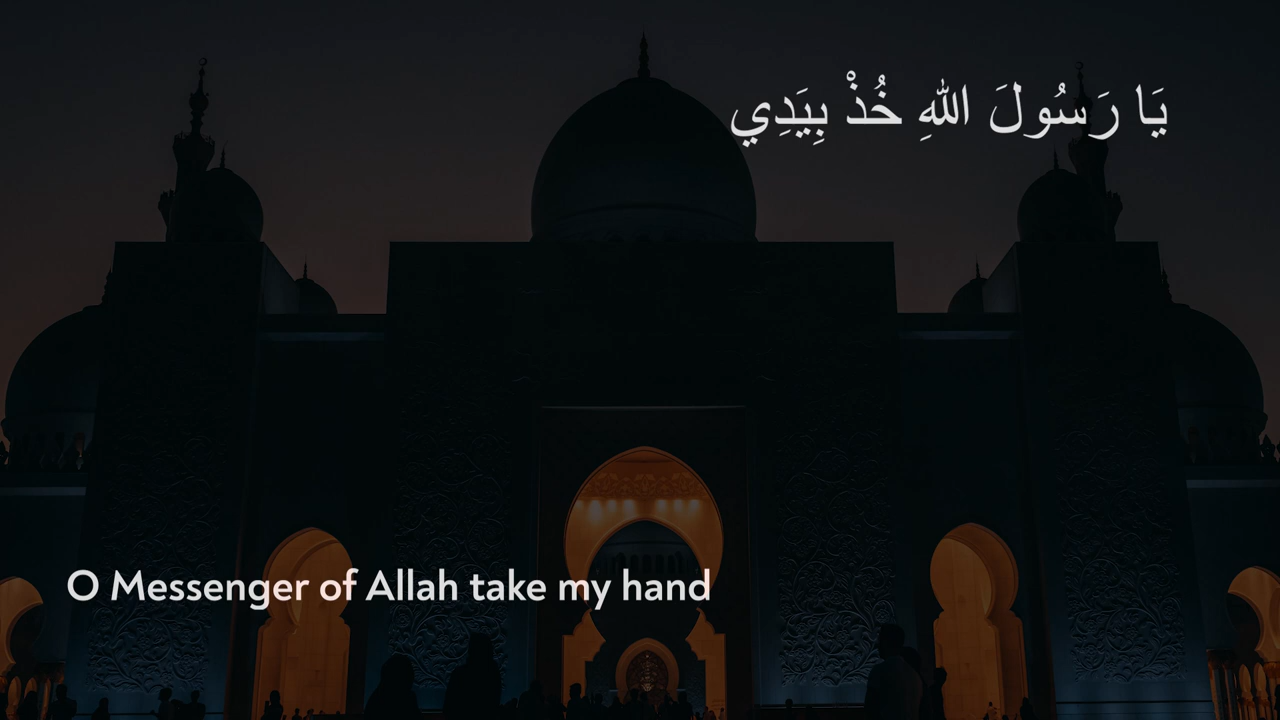 يَا رَسُولَ اللهِ خُذْ بِيَدِي
O Messenger of Allah take my hand